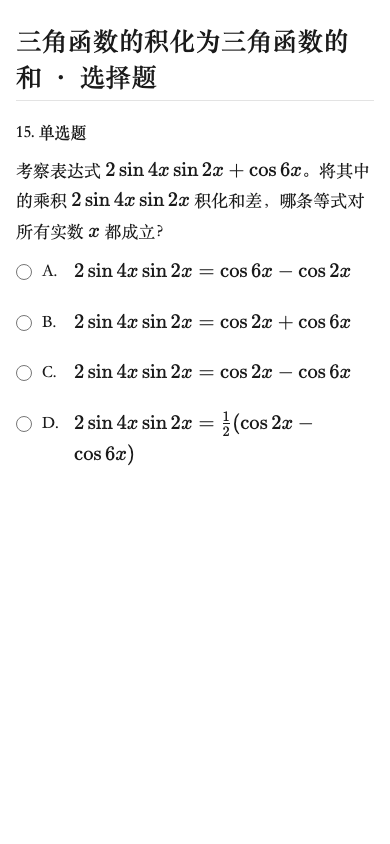 三角函数的积化为三角函数的
和 · 选择题
15. 单选题
考察表达式 2 sin 4x sin 2x + cos 6x。将其中
的乘积 2 sin 4x sin 2x 积化和差，哪条等式对
所有实数 x 都成立?
A. 2 sin 4x sin 2x = cos 6x − cos 2x
B. 2 sin 4x sin 2x = cos 2x + cos 6x
C. 2 sin 4x sin 2x = cos 2x − cos 6x
D. 2 sin 4x sin 2x = 1/2 (cos 2x −
cos 6x)